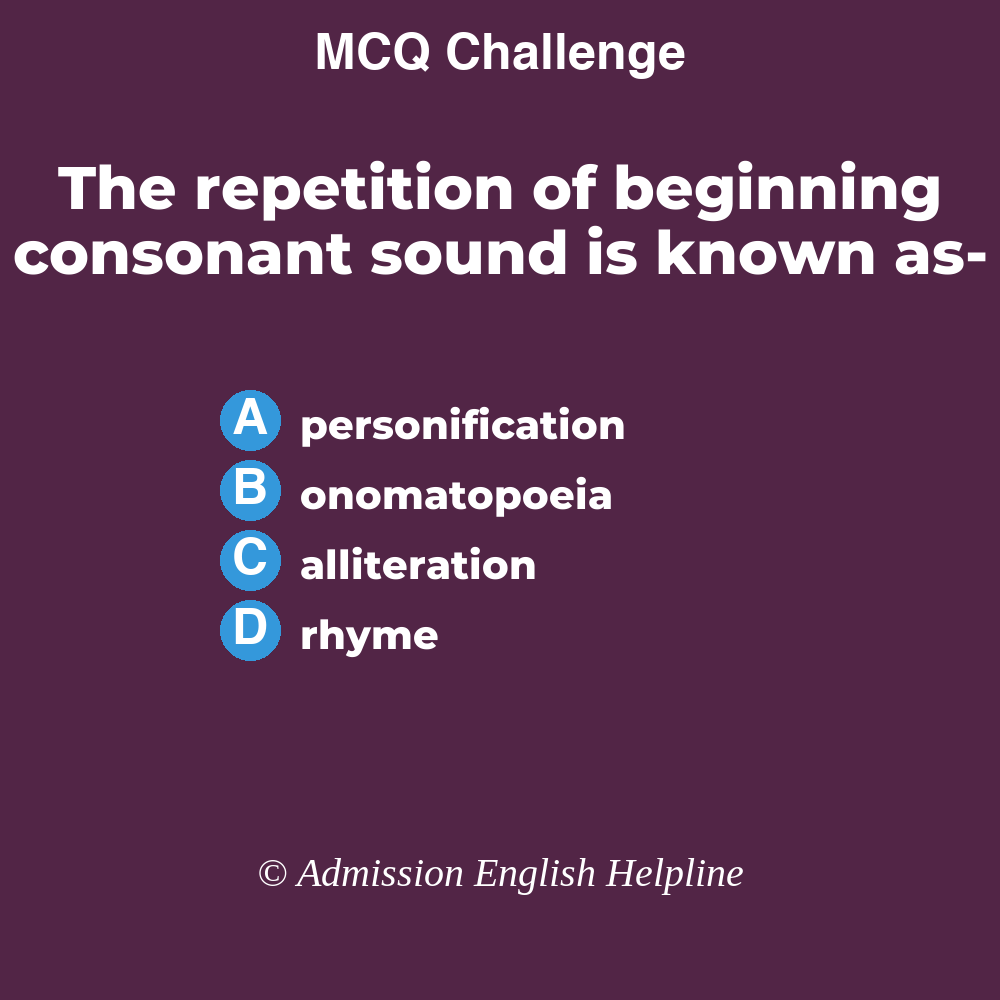 MCQ Challenge
The repetition of beginning
consonant sound is known as-
A personification
B onomatopoeia
C alliteration
D rhyme
© Admission English Helpline